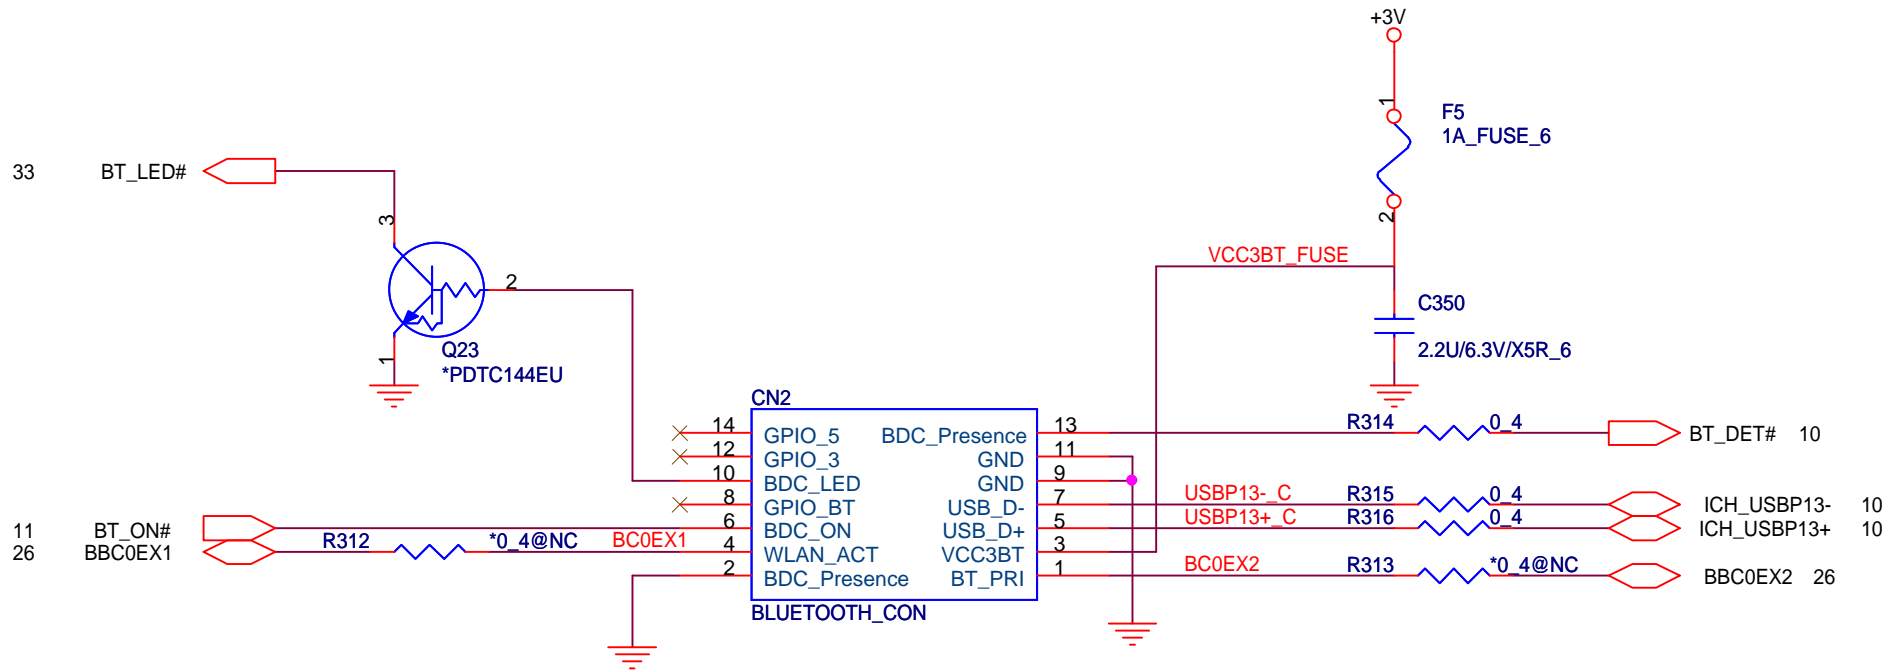 +3V
1
F5
1A_FUSE_6
33 BT_LED#
3
2
VCC3BT_FUSE
2
C350
1
Q23
2.2U/6.3V/X5R_6
*PDTC144EU
CN2
14 GPIO_5 BDC_Presence 13 R314 0_4 BT_DET# 10
12 GPIO_3 GND 11
10 BDC_LED GND 9
8 GPIO_BT USB_D- 7 USBP13-_C R315 0_4 ICH_USBP13- 10
11 BT_ON# 6 BDC_ON USB_D+ 5 USBP13+_C R316 0_4 ICH_USBP13+ 10
26 BBC0EX1 R312 *0_4@NC BC0EX1 4 WLAN_ACT VCC3BT 3
2 BDC_Presence BT_PRI 1 BC0EX2 R313 *0_4@NC BBC0EX2 26
BLUETOOTH_CON